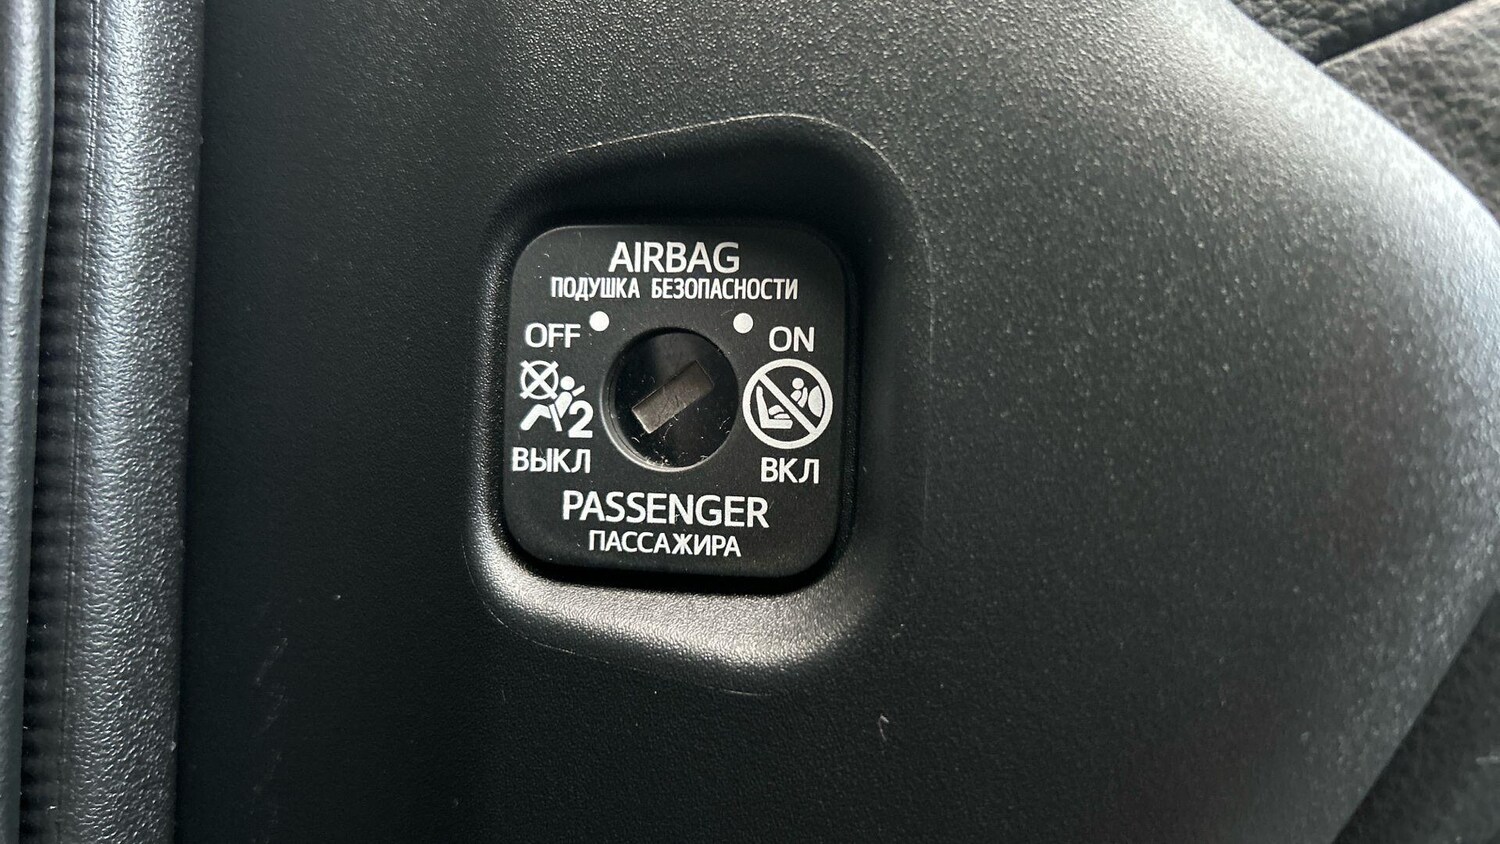 AIRBAG
ПОДУШКА БЕЗОПАСНОСТИ
OFF ON
2
ВЫКЛ ВКЛ
PASSENGER
ПАССАЖИРА